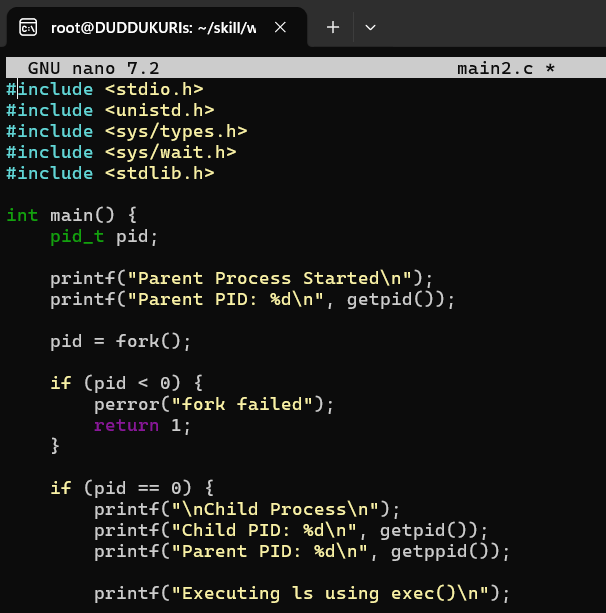 root@DUDDUKURIs: ~/skill/w
GNU nano 7.2 main2.c *
#include <stdio.h>
#include <unistd.h>
#include <sys/types.h>
#include <sys/wait.h>
#include <stdlib.h>
int main() {
    pid_t pid;
    printf("Parent Process Started\n");
    printf("Parent PID: %d\n", getpid());
    pid = fork();
    if (pid < 0) {
        perror("fork failed");
        return 1;
    }
    if (pid == 0) {
        printf("\nChild Process\n");
        printf("Child PID: %d\n", getpid());
        printf("Parent PID: %d\n", getppid());
        printf("Executing ls using exec()\n");